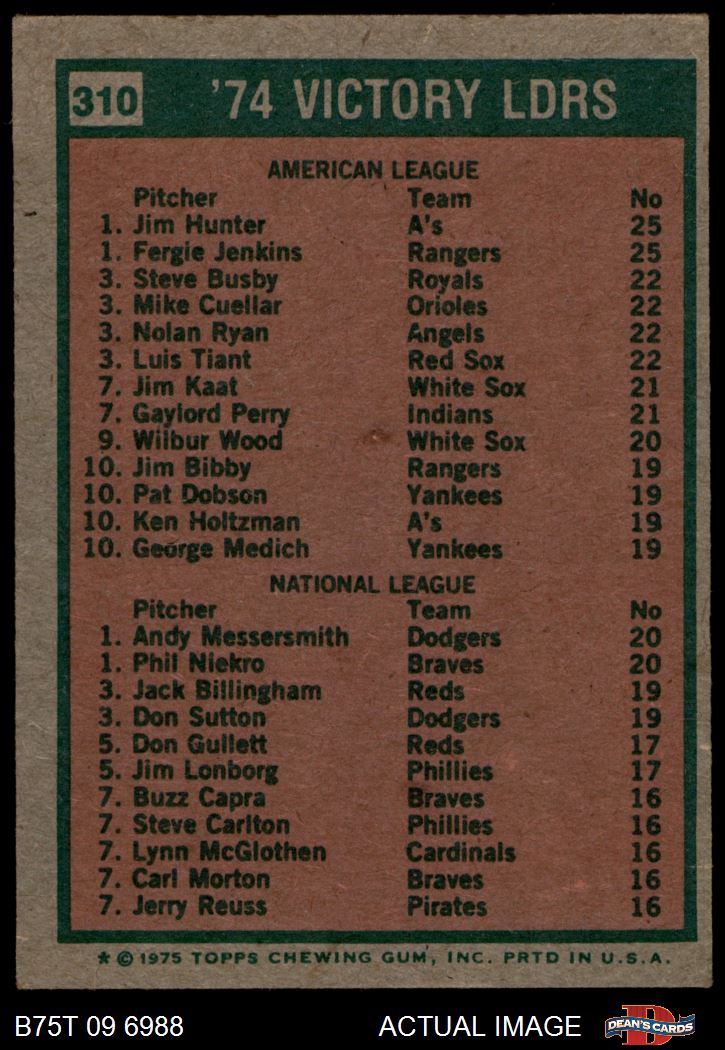 310 '74 VICTORY LDRS
AMERICAN LEAGUE
Pitcher Team No
1. Jim Hunter A's 25
1. Fergie Jenkins Rangers 25
3. Steve Busby Royals 22
3. Mike Cuellar Orioles 22
3. Nolan Ryan Angels 22
3. Luis Tiant Red Sox 22
7. Jim Kaat White Sox 21
7. Gaylord Perry Indians 21
9. Wilbur Wood White Sox 20
10. Jim Bibby Rangers 19
10. Pat Dobson Yankees 19
10. Ken Holtzman A's 19
10. George Medich Yankees 19
NATIONAL LEAGUE
Pitcher Team No
1. Andy Messersmith Dodgers 20
1. Phil Niekro Braves 20
3. Jack Billingham Reds 19
3. Don Sutton Dodgers 19
5. Don Gullett Reds 17
5. Jim Lonborg Phillies 17
7. Buzz Capra Braves 16
7. Steve Carlton Phillies 16
7. Lynn McGlothen Cardinals 16
7. Carl Morton Braves 16
7. Jerry Reuss Pirates 16
* © 1975 TOPPS CHEWING GUM, INC. PRTD IN U.S.A.
B75T 09 6988 ACTUAL IMAGE D DEAN'S CARDS